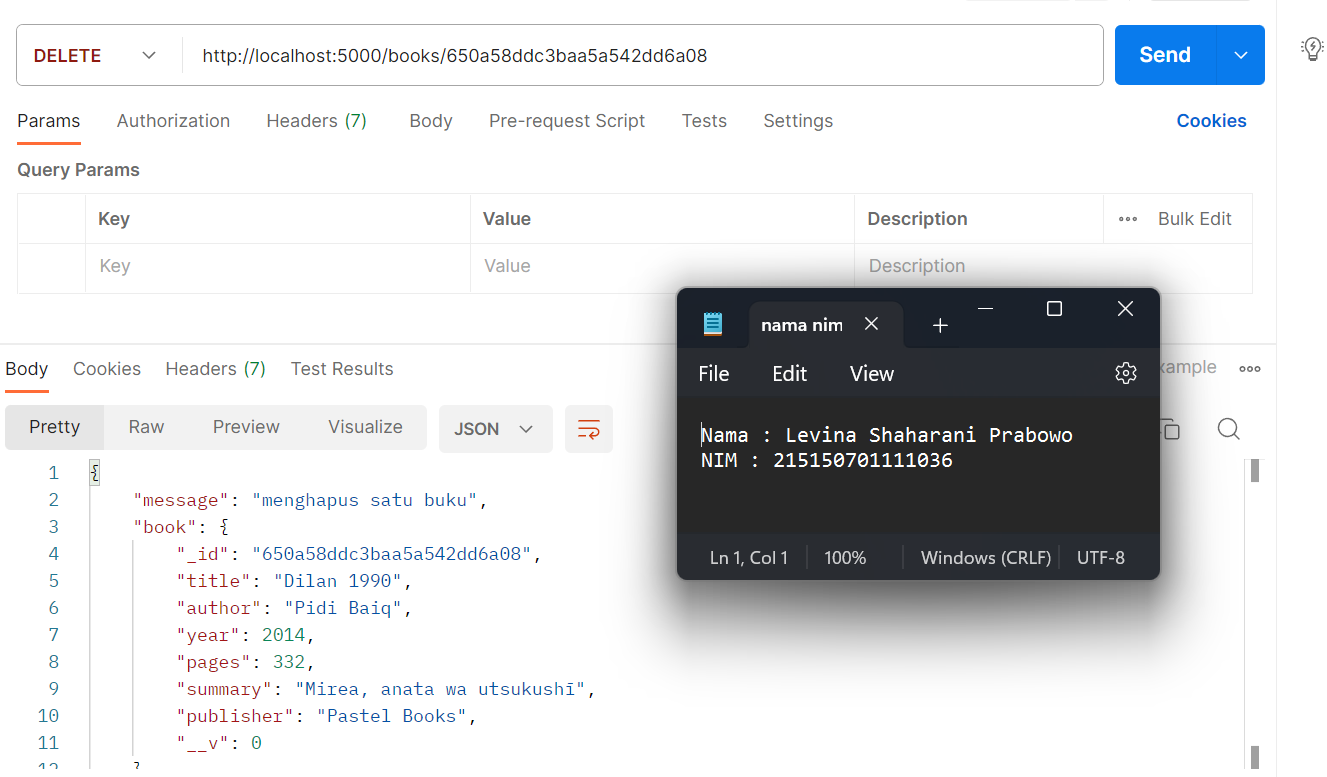 DELETE http://localhost:5000/books/650a58ddc3baa5a542dd6a08 Send
Params Authorization Headers (7) Body Pre-request Script Tests Settings Cookies
Query Params
Key Value Description Bulk Edit
Key Value Description
Body Cookies Headers (7) Test Results
Pretty Raw Preview Visualize JSON
1 {
2 "message": "menghapus satu buku",
3 "book": {
4 "_id": "650a58ddc3baa5a542dd6a08",
5 "title": "Dilan 1990",
6 "author": "Pidi Baiq",
7 "year": 2014,
8 "pages": 332,
9 "summary": "Mirea, anata wa utsukushī",
10 "publisher": "Pastel Books",
11 "__v": 0
12 }
nama nim
File Edit View
Nama : Levina Shaharani Prabowo
NIM : 215150701111036
Ln 1, Col 1 100% Windows (CRLF) UTF-8